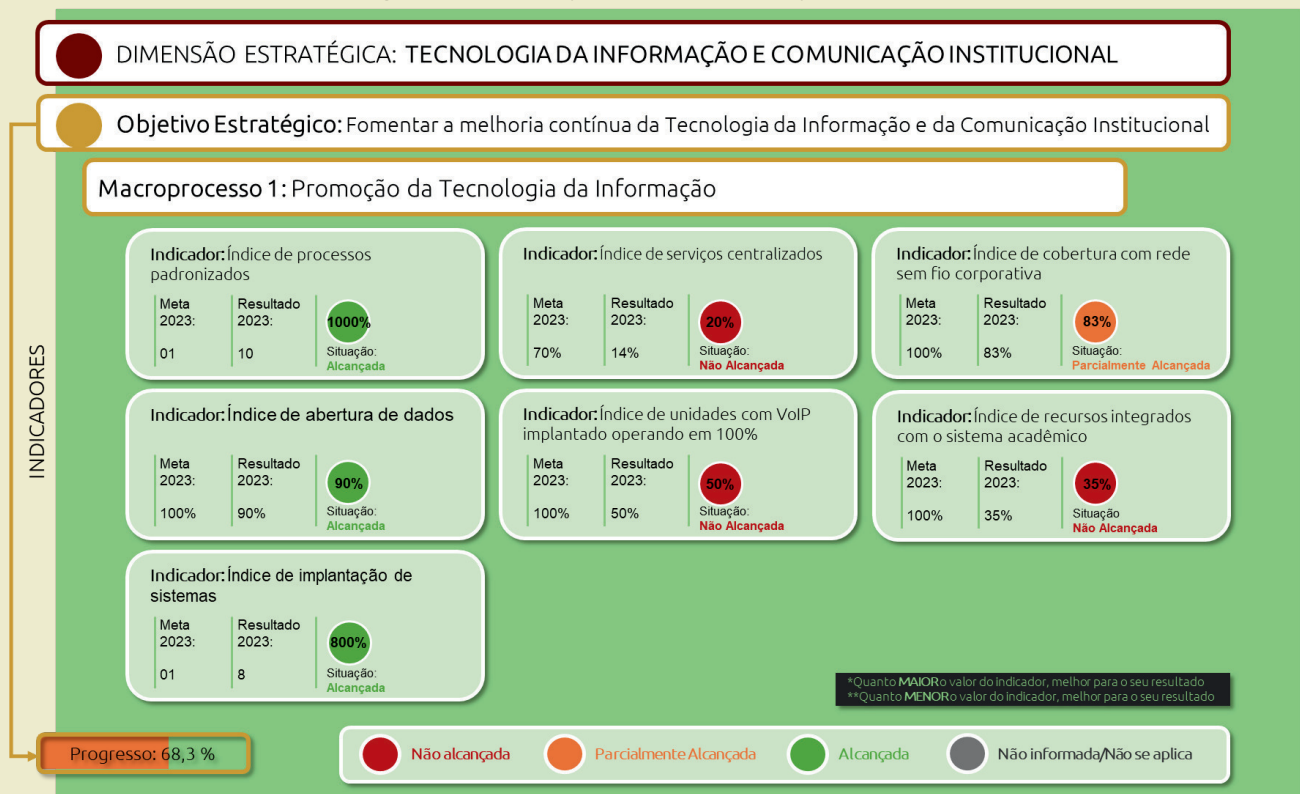 DIMENSÃO ESTRATÉGICA: TECNOLOGIA DA INFORMAÇÃO E COMUNICAÇÃO INSTITUCIONAL
Objetivo Estratégico: Fomentar a melhoria contínua da Tecnologia da Informação e da Comunicação Institucional
Macroprocesso 1: Promoção da Tecnologia da Informação
INDICADORES
Indicador: Índice de processos
padronizados
Meta
2023:
01
Resultado
2023:
10
1000%
Situação:
Alcançada
Indicador: Índice de serviços centralizados
Meta
2023:
70%
Resultado
2023:
14%
20%
Situação:
Não Alcançada
Indicador: Índice de cobertura com rede
sem fio corporativa
Meta
2023:
100%
Resultado
2023:
83%
83%
Situação:
Parcialmente Alcançada
Indicador: Índice de abertura de dados
Meta
2023:
100%
Resultado
2023:
90%
90%
Situação:
Alcançada
Indicador: Índice de unidades com VoIP
implantado operando em 100%
Meta
2023:
100%
Resultado
2023:
50%
50%
Situação:
Não Alcançada
Indicador: Índice de recursos integrados
com o sistema acadêmico
Meta
2023:
100%
Resultado
2023:
35%
35%
Situação
Não Alcançada
Indicador: Índice de implantação de
sistemas
Meta
2023:
01
Resultado
2023:
8
800%
Situação:
Alcançada
*Quanto MAIOR o valor do indicador, melhor para o seu resultado
**Quanto MENOR o valor do indicador, melhor para o seu resultado
Progresso: 68,3 %
Não alcançada
Parcialmente Alcançada
Alcançada
Não informada/Não se aplica